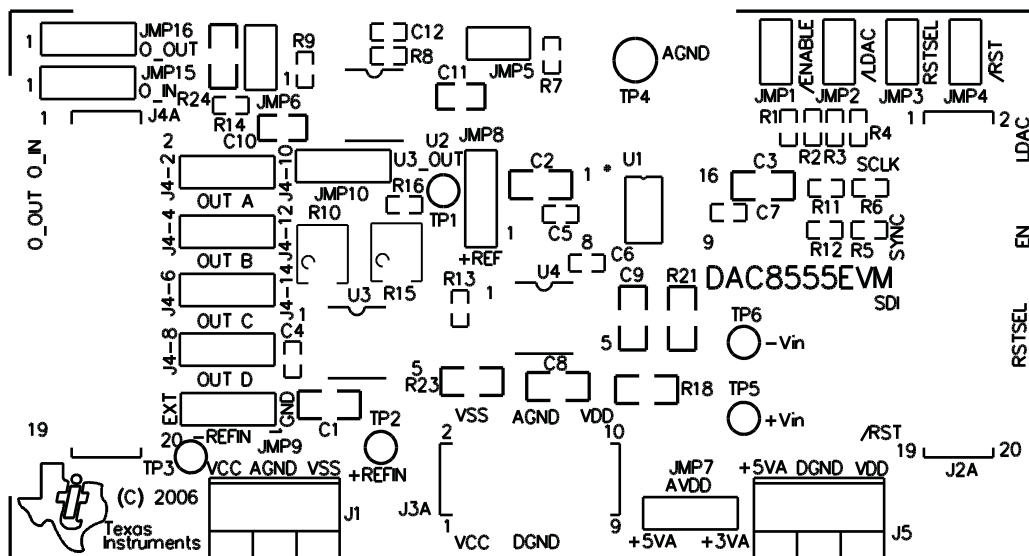 1 JMP16
O_OUT
1 JMP15
O_IN
R24
R14
C10
JMP6
1
R9
C12
R8
C11
JMP5
R7
AGND
TP4
JMP1
/ENABLE
JMP2
/LDAC
JMP3
RSTSEL
JMP4
/RST
1 J4A
2
R1
R2
R3
R4
1 2
LDAC
O_OUT O_IN
J4-2
J4-10
OUT A
J4-4
J4-12
OUT B
J4-6
J4-14
OUT C
J4-8
OUT D
U2
U3_OUT
JMP8
JMP10
R16
TP1
R10
R15
1
+REF
C2
1
U1
16
C3
SCLK
C5
C7
R11
R6
8
C6
9
R12
R5
SYNC
EN
R13
1
U4
C9
R21
DAC8555EVM
SDI
U3
1
C4
5
TP6
-Vin
RSTSEL
5
R23
C8
R18
TP5
+Vin
VSS AGND VDD
EXT
GND
1
C1
TP2
+REFIN
19
20
-REFIN
JMP9
TP3
VCC AGND VSS
2 10
/RST
19 20
J2A
(C) 2006
Texas
Instruments
J1
J3A
1 9
VCC DGND
JMP7
AVDD
+5VA +3VA
+5VA DGND VDD
J5